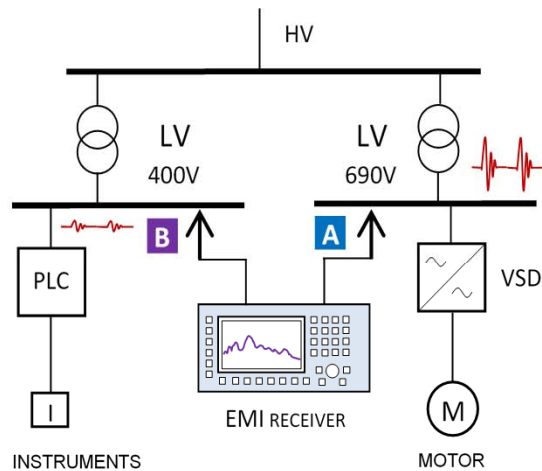 HV
LV
400V
LV
690V
B
A
PLC
VSD
I
EMI RECEIVER
M
INSTRUMENTS
MOTOR